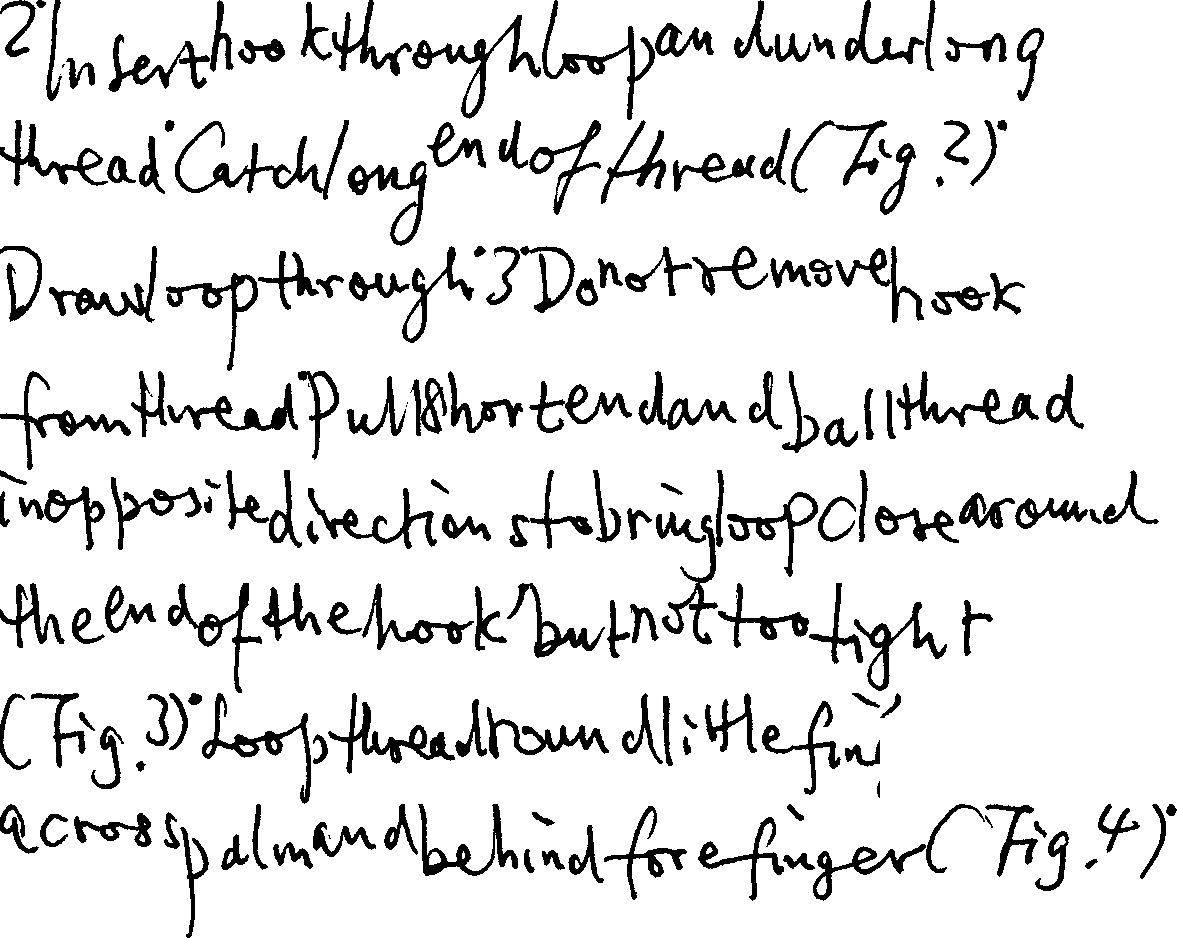 2. Insert hook through loop and under long
thread. Catch long end of thread (Fig. 2).
Draw loop through. 3. Do not remove hook
from thread. Pull short end and ball thread
in opposite directions to bring loop close around
the end of the hook, but not too tight
(Fig. 3). Loop thread round little
across palm and behind forefinger (Fig. 4).